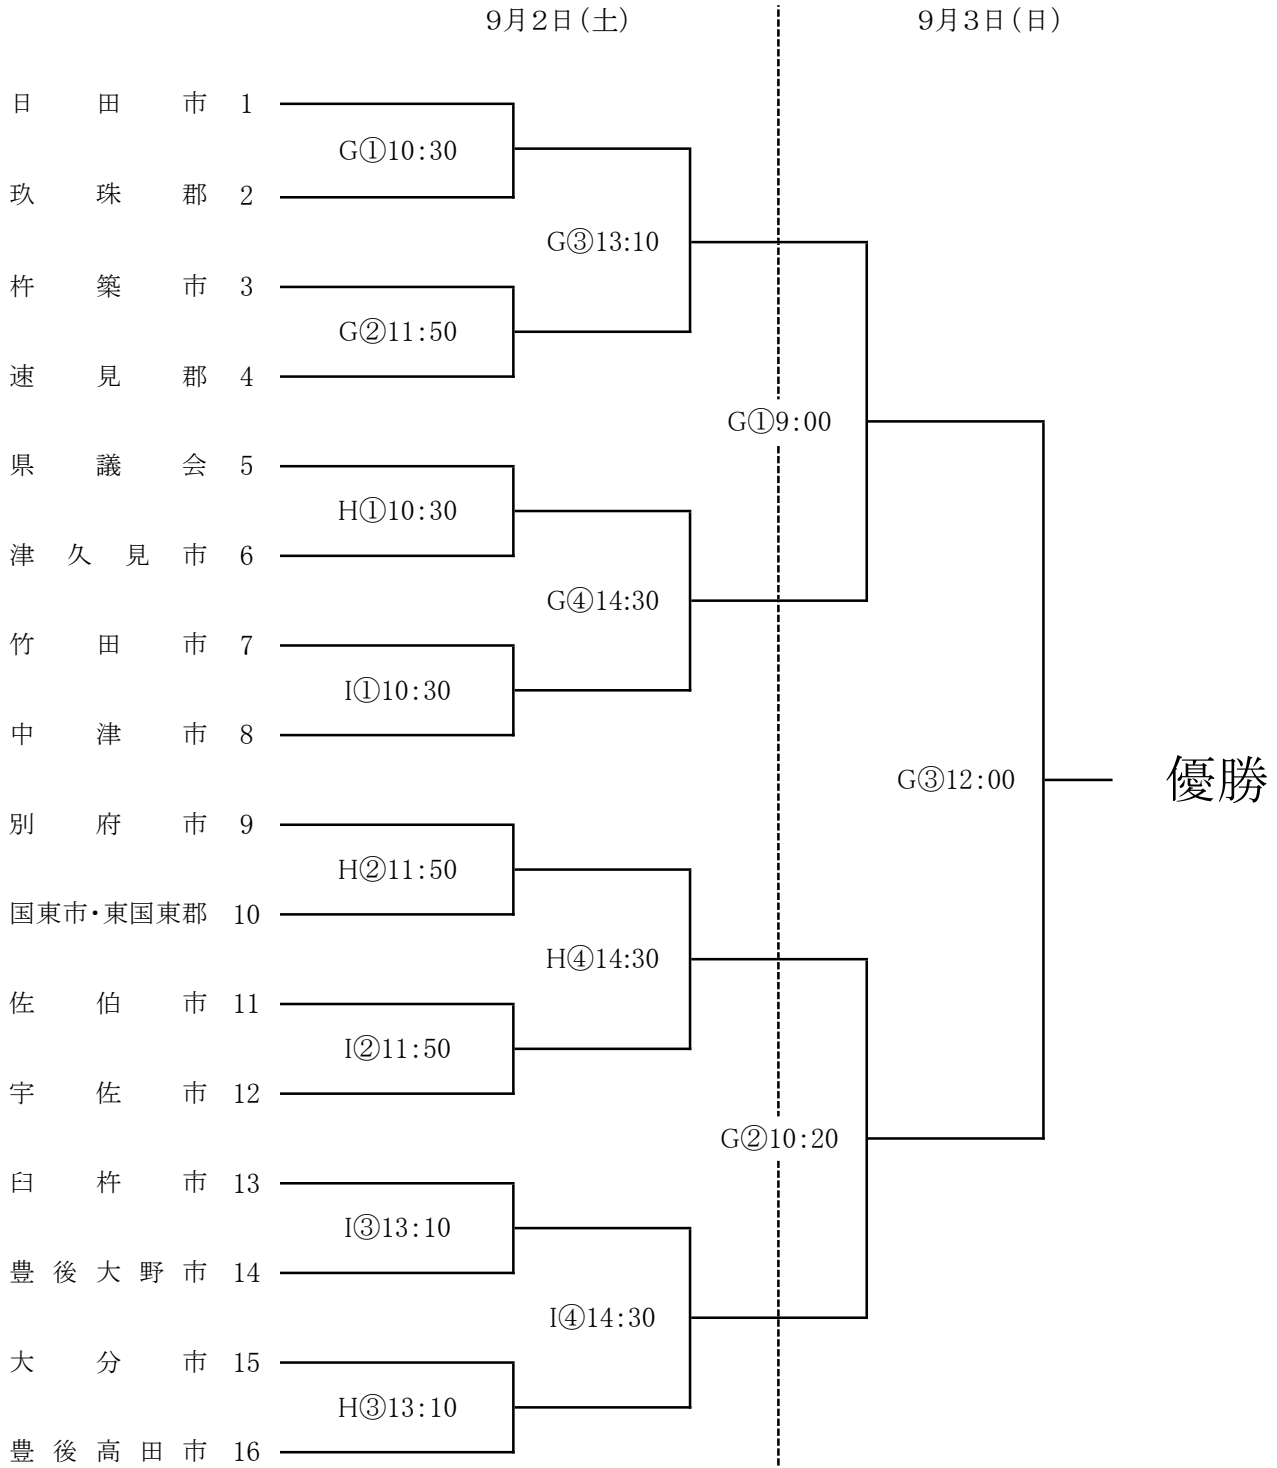 9月2日(土) 9月3日(日)
日田市 1
G①10:30
玖珠郡 2
G③13:10
杵築市 3
G②11:50
速見郡 4
G①9:00
県議会 5
H①10:30
津久見市 6
G④14:30
竹田市 7
I①10:30
中津市 8
G③12:00 優勝
別府市 9
H②11:50
国東市・東国東郡 10
H④14:30
佐伯市 11
I②11:50
宇佐市 12
G②10:20
臼杵市 13
I③13:10
豊後大野市 14
I④14:30
大分市 15
H③13:10
豊後高田市 16